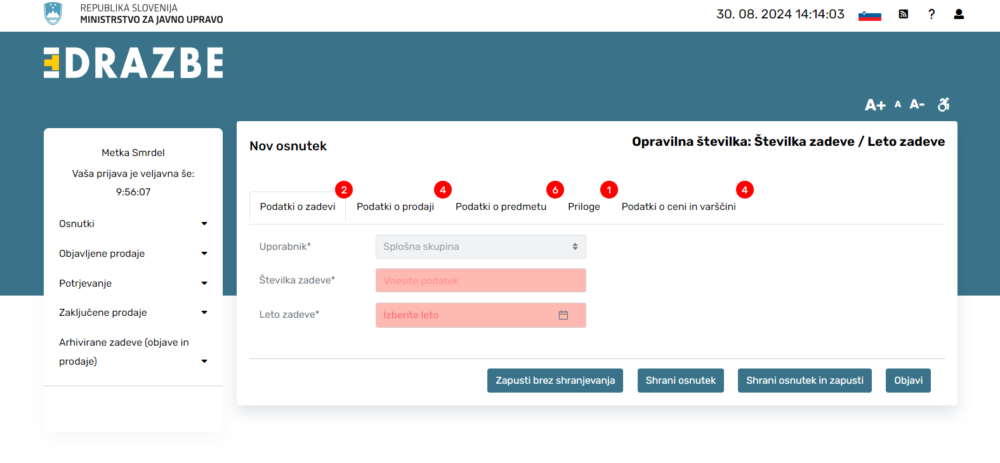 REPUBLIKA SLOVENIJA
MINISTRSTVO ZA JAVNO UPRAVO
30. 08. 2024 14:14:03
?
EDRAZBE
A+ A A-
Metka Smrdel
Vaša prijava je veljavna še:
9:56:07
Osnutki
Objavljene prodaje
Potrjevanje
Zaključene prodaje
Arhivirane zadeve (objave in
prodaje)
Nov osnutek
Opravilna številka: Številka zadeve / Leto zadeve
2 4 6 1 4
Podatki o zadevi Podatki o prodaji Podatki o predmetu Priloge Podatki o ceni in varščini
Uporabnik* Splošna skupina
Številka zadeve* Vnesite podatek
Leto zadeve* Izberite leto
Zapusti brez shranjevanja Shrani osnutek Shrani osnutek in zapusti Objavi